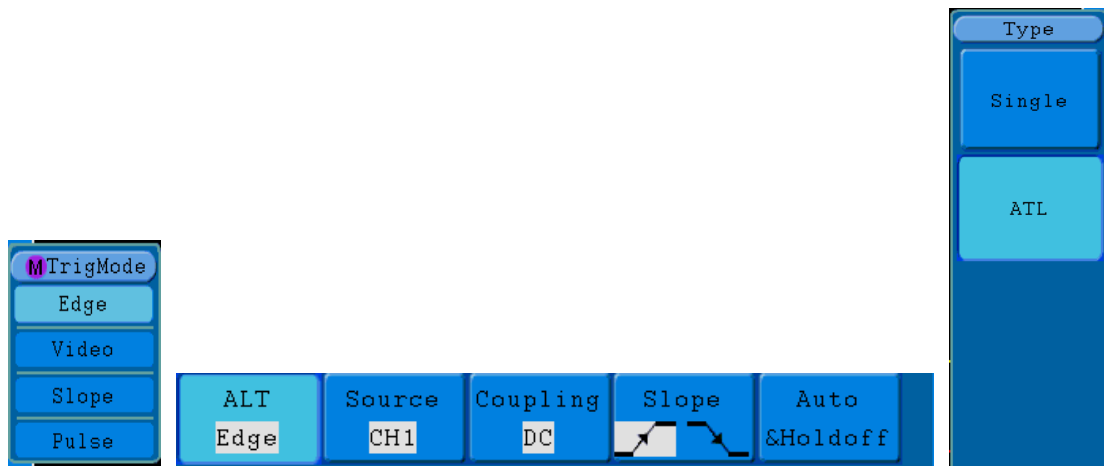 MTrigMode
Edge
Video
Slope
Pulse
ALT
Edge
Source
CH1
Coupling
DC
Slope
Auto
&Holdoff
Type
Single
ATL